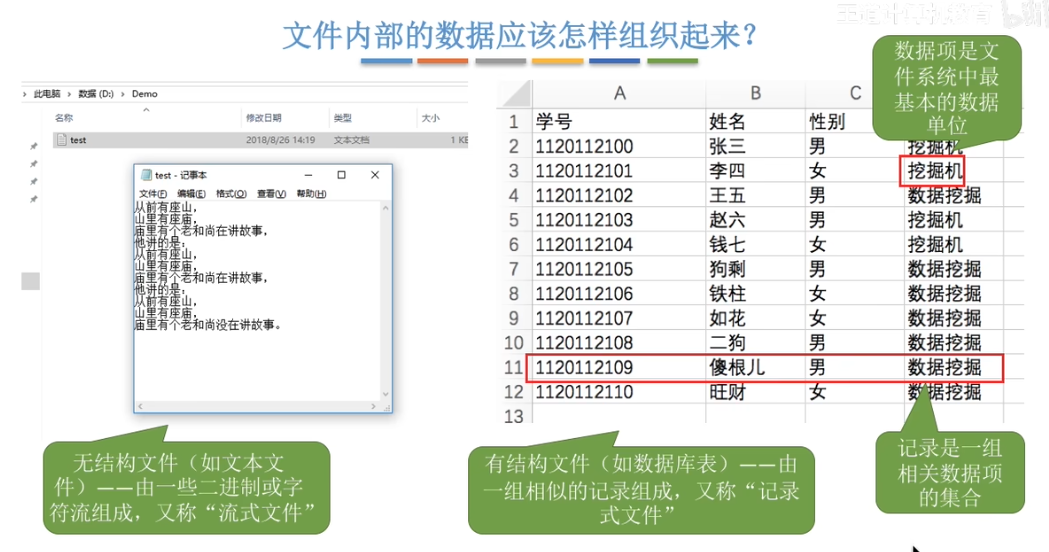 文件内部的数据应该怎样组织起来？
数据项是文
件系统中最
基本的数据
单位
此电脑 › 数据 (D:) › Demo
名称 修改日期 类型 大小
test 2018/8/26 14:19 文本文档 1 KB
test - 记事本
文件(F) 编辑(E) 格式(O) 查看(V) 帮助(H)
从前有座山，
山里有座庙，
庙里有个老和尚在讲故事，
他讲的是：
从前有座山，
山里有座庙，
庙里有个老和尚在讲故事，
他讲的是：
从前有座山，
山里有座庙，
庙里有个老和尚没在讲故事。
A B C
1 学号 姓名 性别
2 1120112100 张三 男 挖掘机
3 1120112101 李四 女 挖掘机
4 1120112102 王五 男 数据挖掘
5 1120112103 赵六 男 挖掘机
6 1120112104 钱七 女 挖掘机
7 1120112105 狗剩 男 数据挖掘
8 1120112106 铁柱 女 数据挖掘
9 1120112107 如花 女 数据挖掘
10 1120112108 二狗 男 数据挖掘
11 1120112109 傻根儿 男 数据挖掘
12 1120112110 旺财 女 数据挖掘
13
无结构文件（如文本文
件）——由一些二进制或字
符流组成，又称“流式文件”
有结构文件（如数据库表）——由
一组相似的记录组成，又称“记录
式文件”
记录是一组
相关数据项
的集合